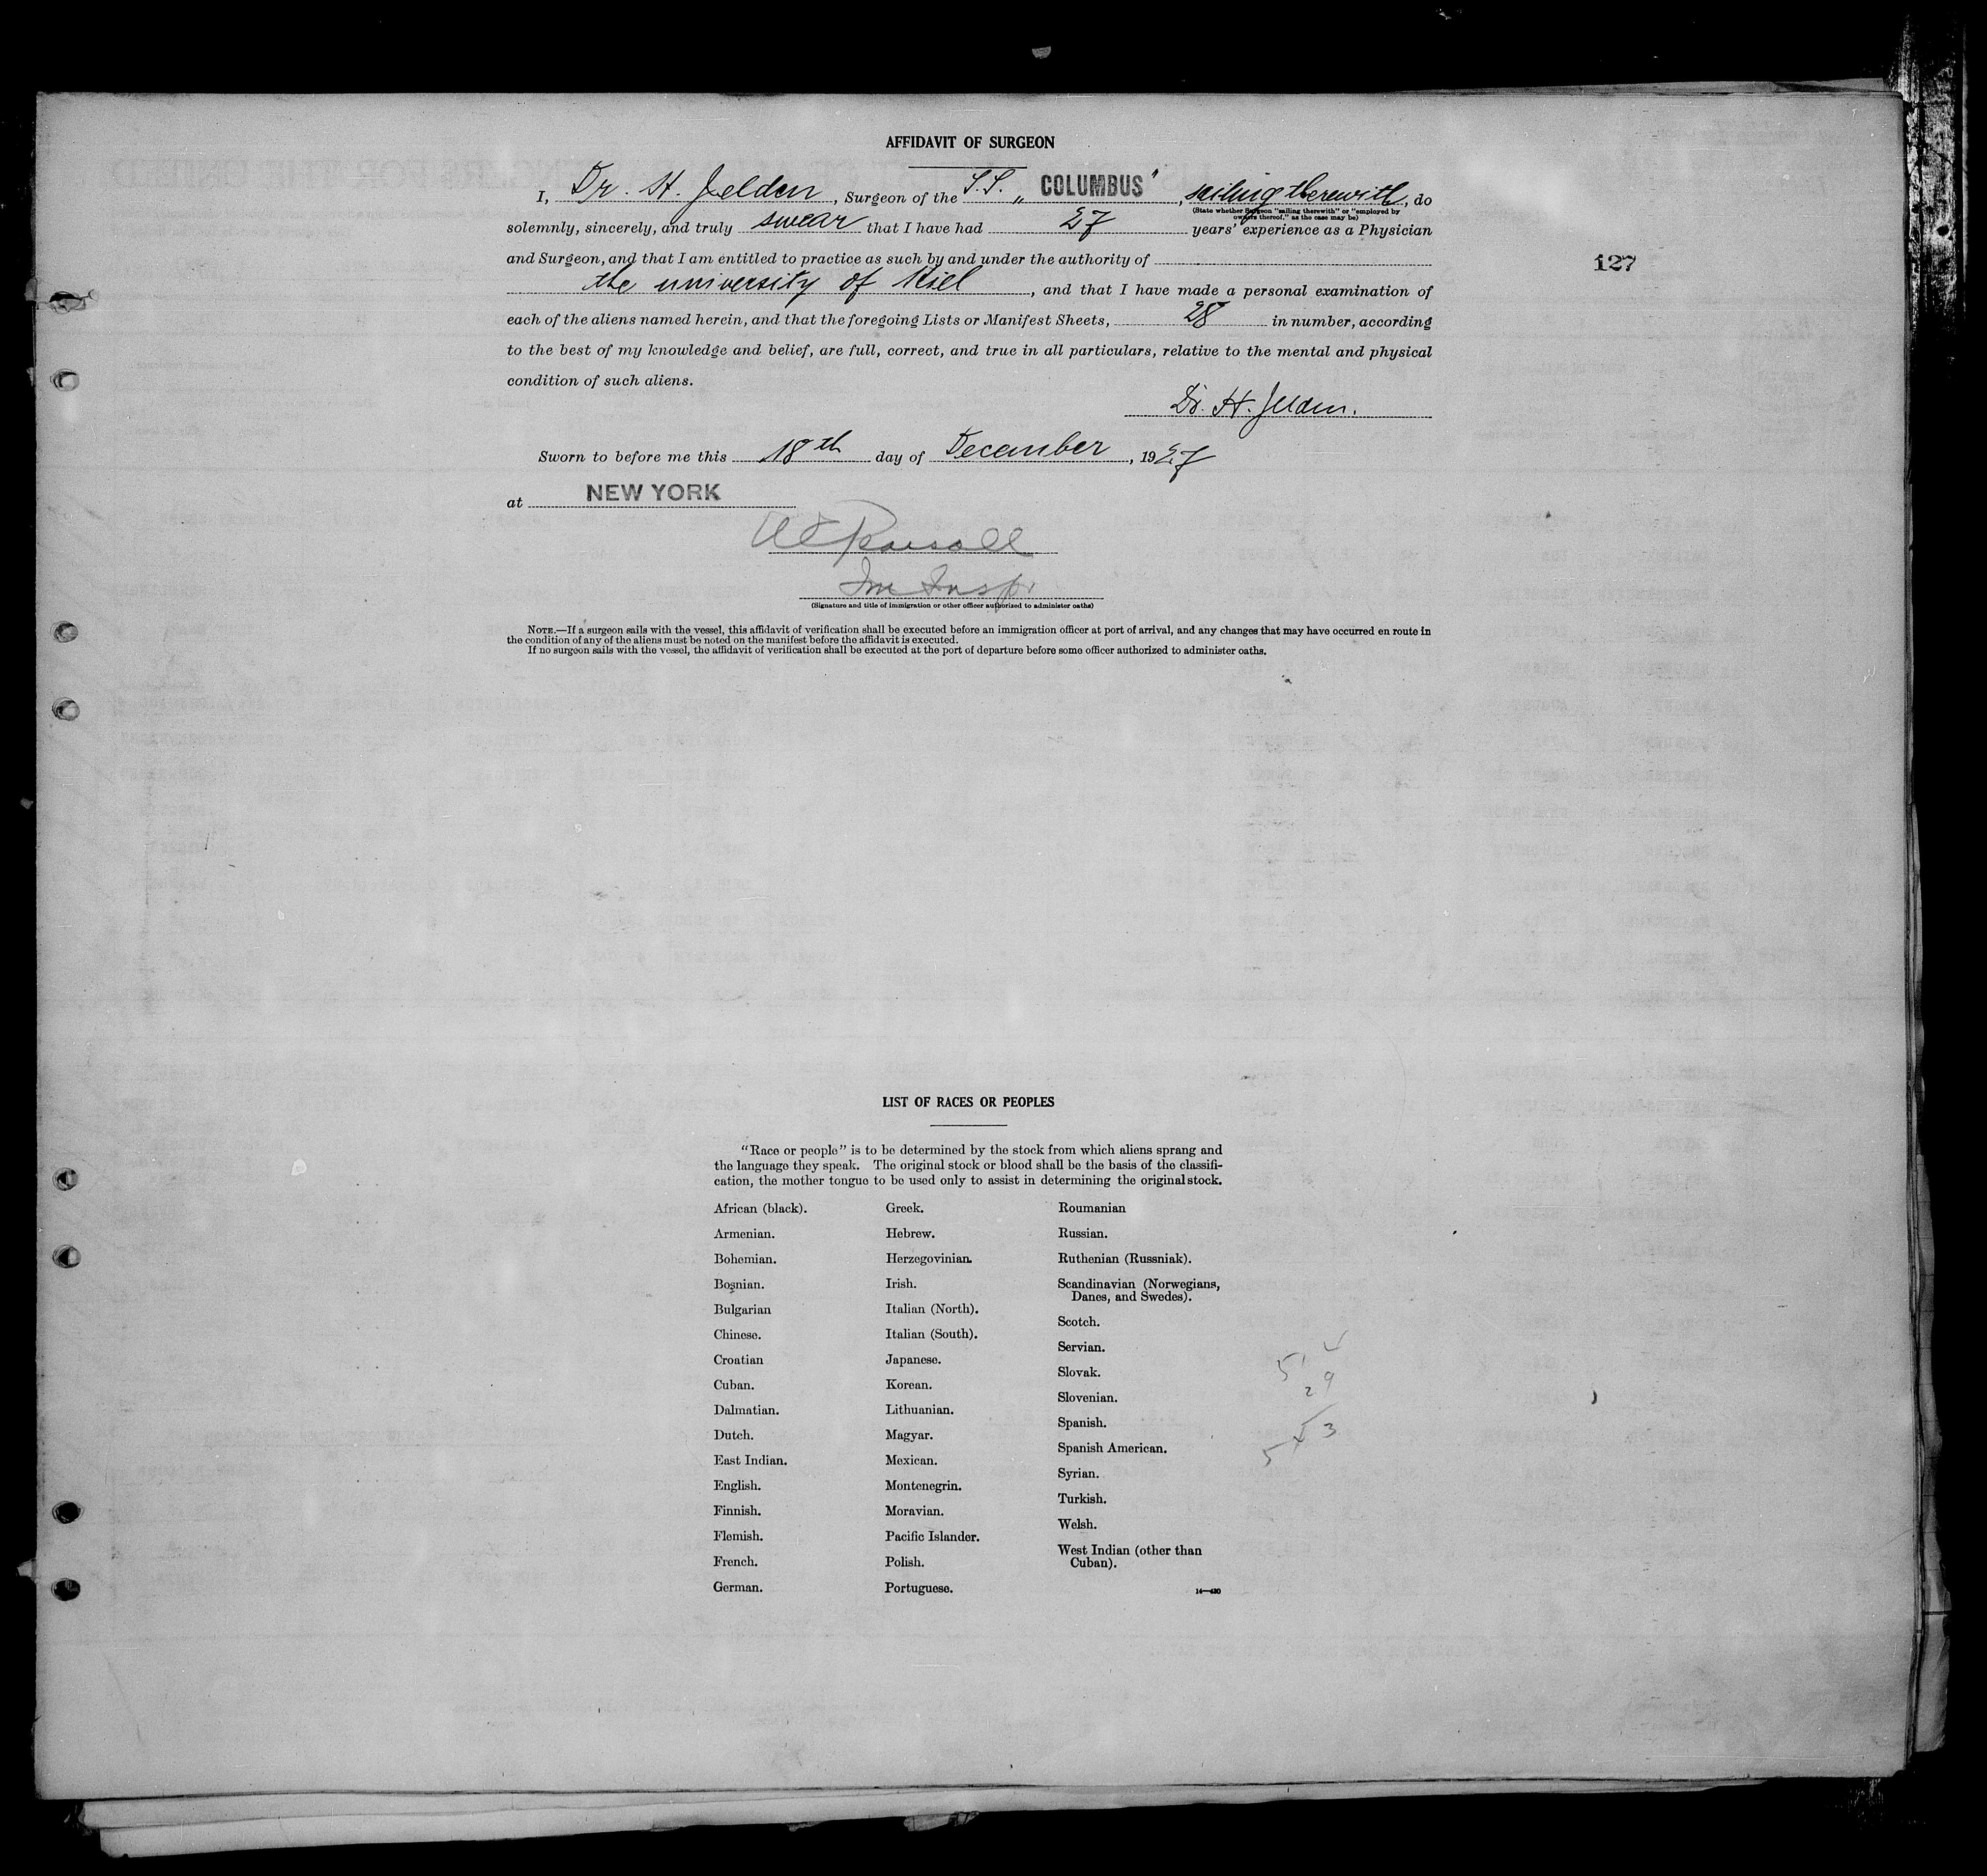 AFFIDAVIT OF SURGEON
I, Dr. H. Jelden, Surgeon of the S.S. „COLUMBUS", sailing therewith, do
(State whether Surgeon "sailing therewith" or "employed by
owners thereof," as the case may be)
solemnly, sincerely, and truly swear that I have had 27 years' experience as a Physician
and Surgeon, and that I am entitled to practice as such by and under the authority of
127
the university of Kiel, and that I have made a personal examination of
each of the aliens named herein, and that the foregoing Lists or Manifest Sheets, 28 in number, according
to the best of my knowledge and belief, are full, correct, and true in all particulars, relative to the mental and physical
condition of such aliens.
Dr. H. Jelden.
Sworn to before me this 18th day of December, 1927
at NEW YORK
Im Insp.
(Signature and title of immigration or other officer authorized to administer oaths)
NOTE.—If a surgeon sails with the vessel, this affidavit of verification shall be executed before an immigration officer at port of arrival, and any changes that may have occurred en route in
the condition of any of the aliens must be noted on the manifest before the affidavit is executed.
If no surgeon sails with the vessel, the affidavit of verification shall be executed at the port of departure before some officer authorized to administer oaths.
LIST OF RACES OR PEOPLES
"Race or people" is to be determined by the stock from which aliens sprang and
the language they speak. The original stock or blood shall be the basis of the classifi-
cation, the mother tongue to be used only to assist in determining the original stock.
African (black).
Armenian.
Bohemian.
Bosnian.
Bulgarian
Chinese.
Croatian
Cuban.
Dalmatian.
Dutch.
East Indian.
English.
Finnish.
Flemish.
French.
German.
Greek.
Hebrew.
Herzegovinian.
Irish.
Italian (North).
Italian (South).
Japanese.
Korean.
Lithuanian.
Magyar.
Mexican.
Montenegrin.
Moravian.
Pacific Islander.
Polish.
Portuguese.
Roumanian
Russian.
Ruthenian (Russniak).
Scandinavian (Norwegians,
Danes, and Swedes).
Scotch.
Servian.
Slovak.
Slovenian.
Spanish.
Spanish American.
Syrian.
Turkish.
Welsh.
West Indian (other than
Cuban).
14—430